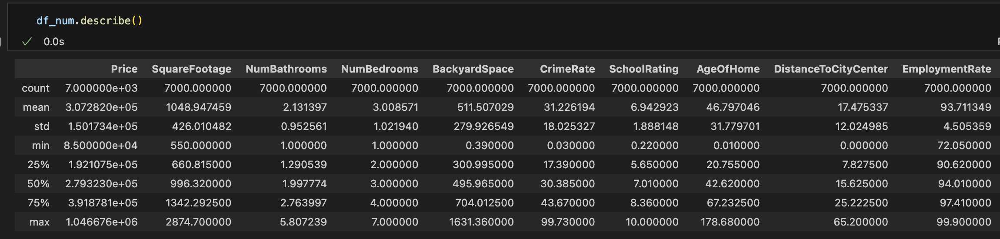 df_num.describe()
0.0s
Price SquareFootage NumBathrooms NumBedrooms BackyardSpace CrimeRate SchoolRating AgeOfHome DistanceToCityCenter EmploymentRate
count 7.000000e+03 7000.000000 7000.000000 7000.000000 7000.000000 7000.000000 7000.000000 7000.000000 7000.000000 7000.000000
mean 3.072820e+05 1048.947459 2.131397 3.008571 511.507029 31.226194 6.942923 46.797046 17.475337 93.711349
std 1.501734e+05 426.010482 0.952561 1.021940 279.926549 18.025327 1.888148 31.779701 12.024985 4.505359
min 8.500000e+04 550.000000 1.000000 1.000000 0.390000 0.030000 0.220000 0.010000 0.000000 72.050000
25% 1.921075e+05 660.815000 1.290539 2.000000 300.995000 17.390000 5.650000 20.755000 7.827500 90.620000
50% 2.793230e+05 996.320000 1.997774 3.000000 495.965000 30.385000 7.010000 42.620000 15.625000 94.010000
75% 3.918781e+05 1342.292500 2.763997 4.000000 704.012500 43.670000 8.360000 67.232500 25.222500 97.410000
max 1.046676e+06 2874.700000 5.807239 7.000000 1631.360000 99.730000 10.000000 178.680000 65.200000 99.900000